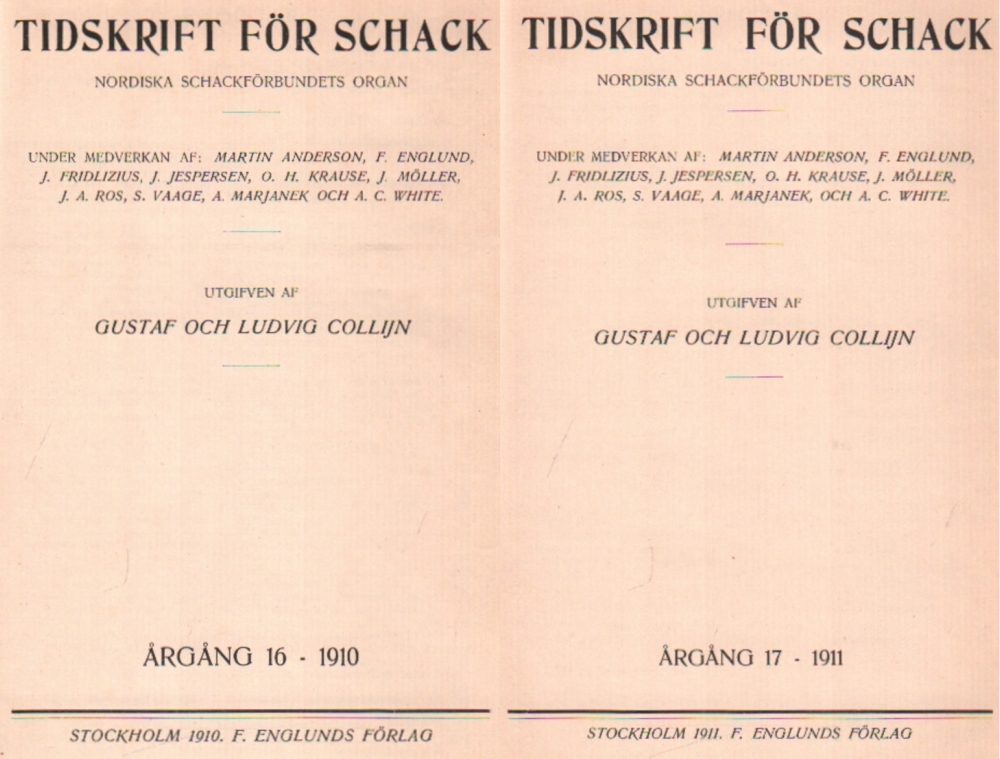 TIDSKRIFT FÖR SCHACK
NORDISKA SCHACKFÖRBUNDETS ORGAN
UNDER MEDVERKAN AF: MARTIN ANDERSON, F. ENGLUND,
J. FRIDLIZIUS, J. JESPERSEN, O. H. KRAUSE, J. MÖLLER,
J. A. ROS, S. VAAGE, A. MARJANEK OCH A. C. WHITE.
UTGIFVEN AF
GUSTAF OCH LUDVIG COLLIJN
ÅRGÅNG 16 - 1910
STOCKHOLM 1910. F. ENGLUNDS FÖRLAG
TIDSKRIFT FÖR SCHACK
NORDISKA SCHACKFÖRBUNDETS ORGAN
UNDER MEDVERKAN AF: MARTIN ANDERSON, F. ENGLUND,
J. FRIDLIZIUS, J. JESPERSEN, O. H. KRAUSE, J. MÖLLER,
J. A. ROS, S. VAAGE, A. MARJANEK, OCH A. C. WHITE.
UTGIFVEN AF
GUSTAF OCH LUDVIG COLLIJN
ÅRGÅNG 17 - 1911
STOCKHOLM 1911. F. ENGLUNDS FÖRLAG